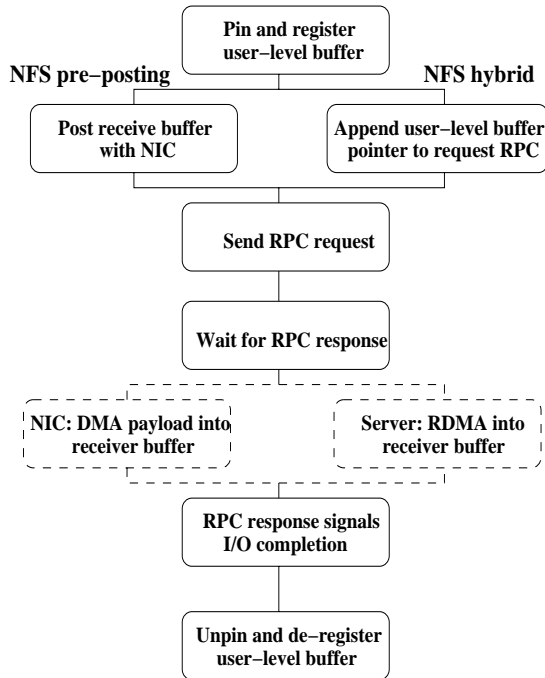 Pin and register
user−level buffer
NFS pre−posting
NFS hybrid
Post receive buffer
with NIC
Append user−level buffer
pointer to request RPC
Send RPC request
Wait for RPC response
NIC: DMA payload into
receiver buffer
Server: RDMA into
receiver buffer
RPC response signals
I/O completion
Unpin and de−register
user−level buffer